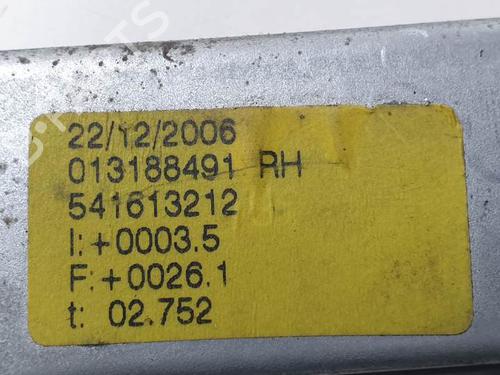 22/12/2006
013188491 RH
541613212
I:+0003.5
F:+0026.1
t: 02.752